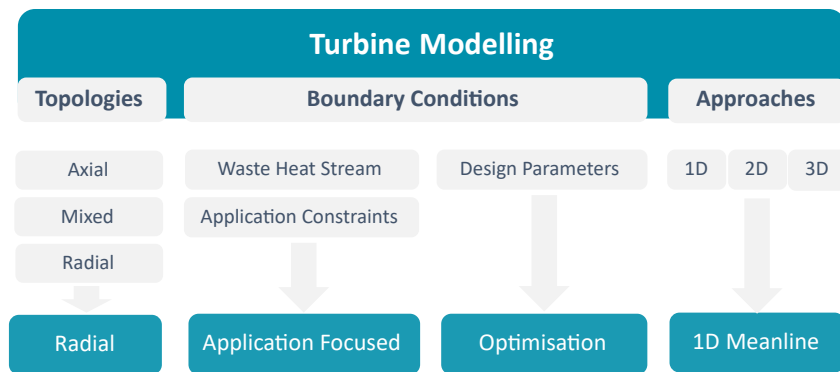 Turbine Modelling
Topologies
Boundary Conditions
Approaches
Axial
Waste Heat Stream
Design Parameters
1D
2D
3D
Mixed
Application Constraints
Radial
Radial
Application Focused
Optimisation
1D Meanline